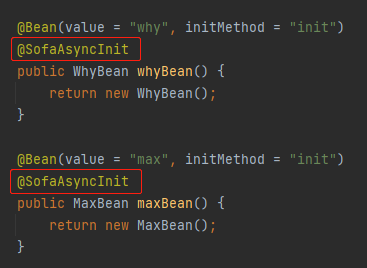 @Bean(value = "why", initMethod = "init")
@SofaAsyncInit
public WhyBean whyBean() {
    return new WhyBean();
}
@Bean(value = "max", initMethod = "init")
@SofaAsyncInit
public MaxBean maxBean() {
    return new MaxBean();
}